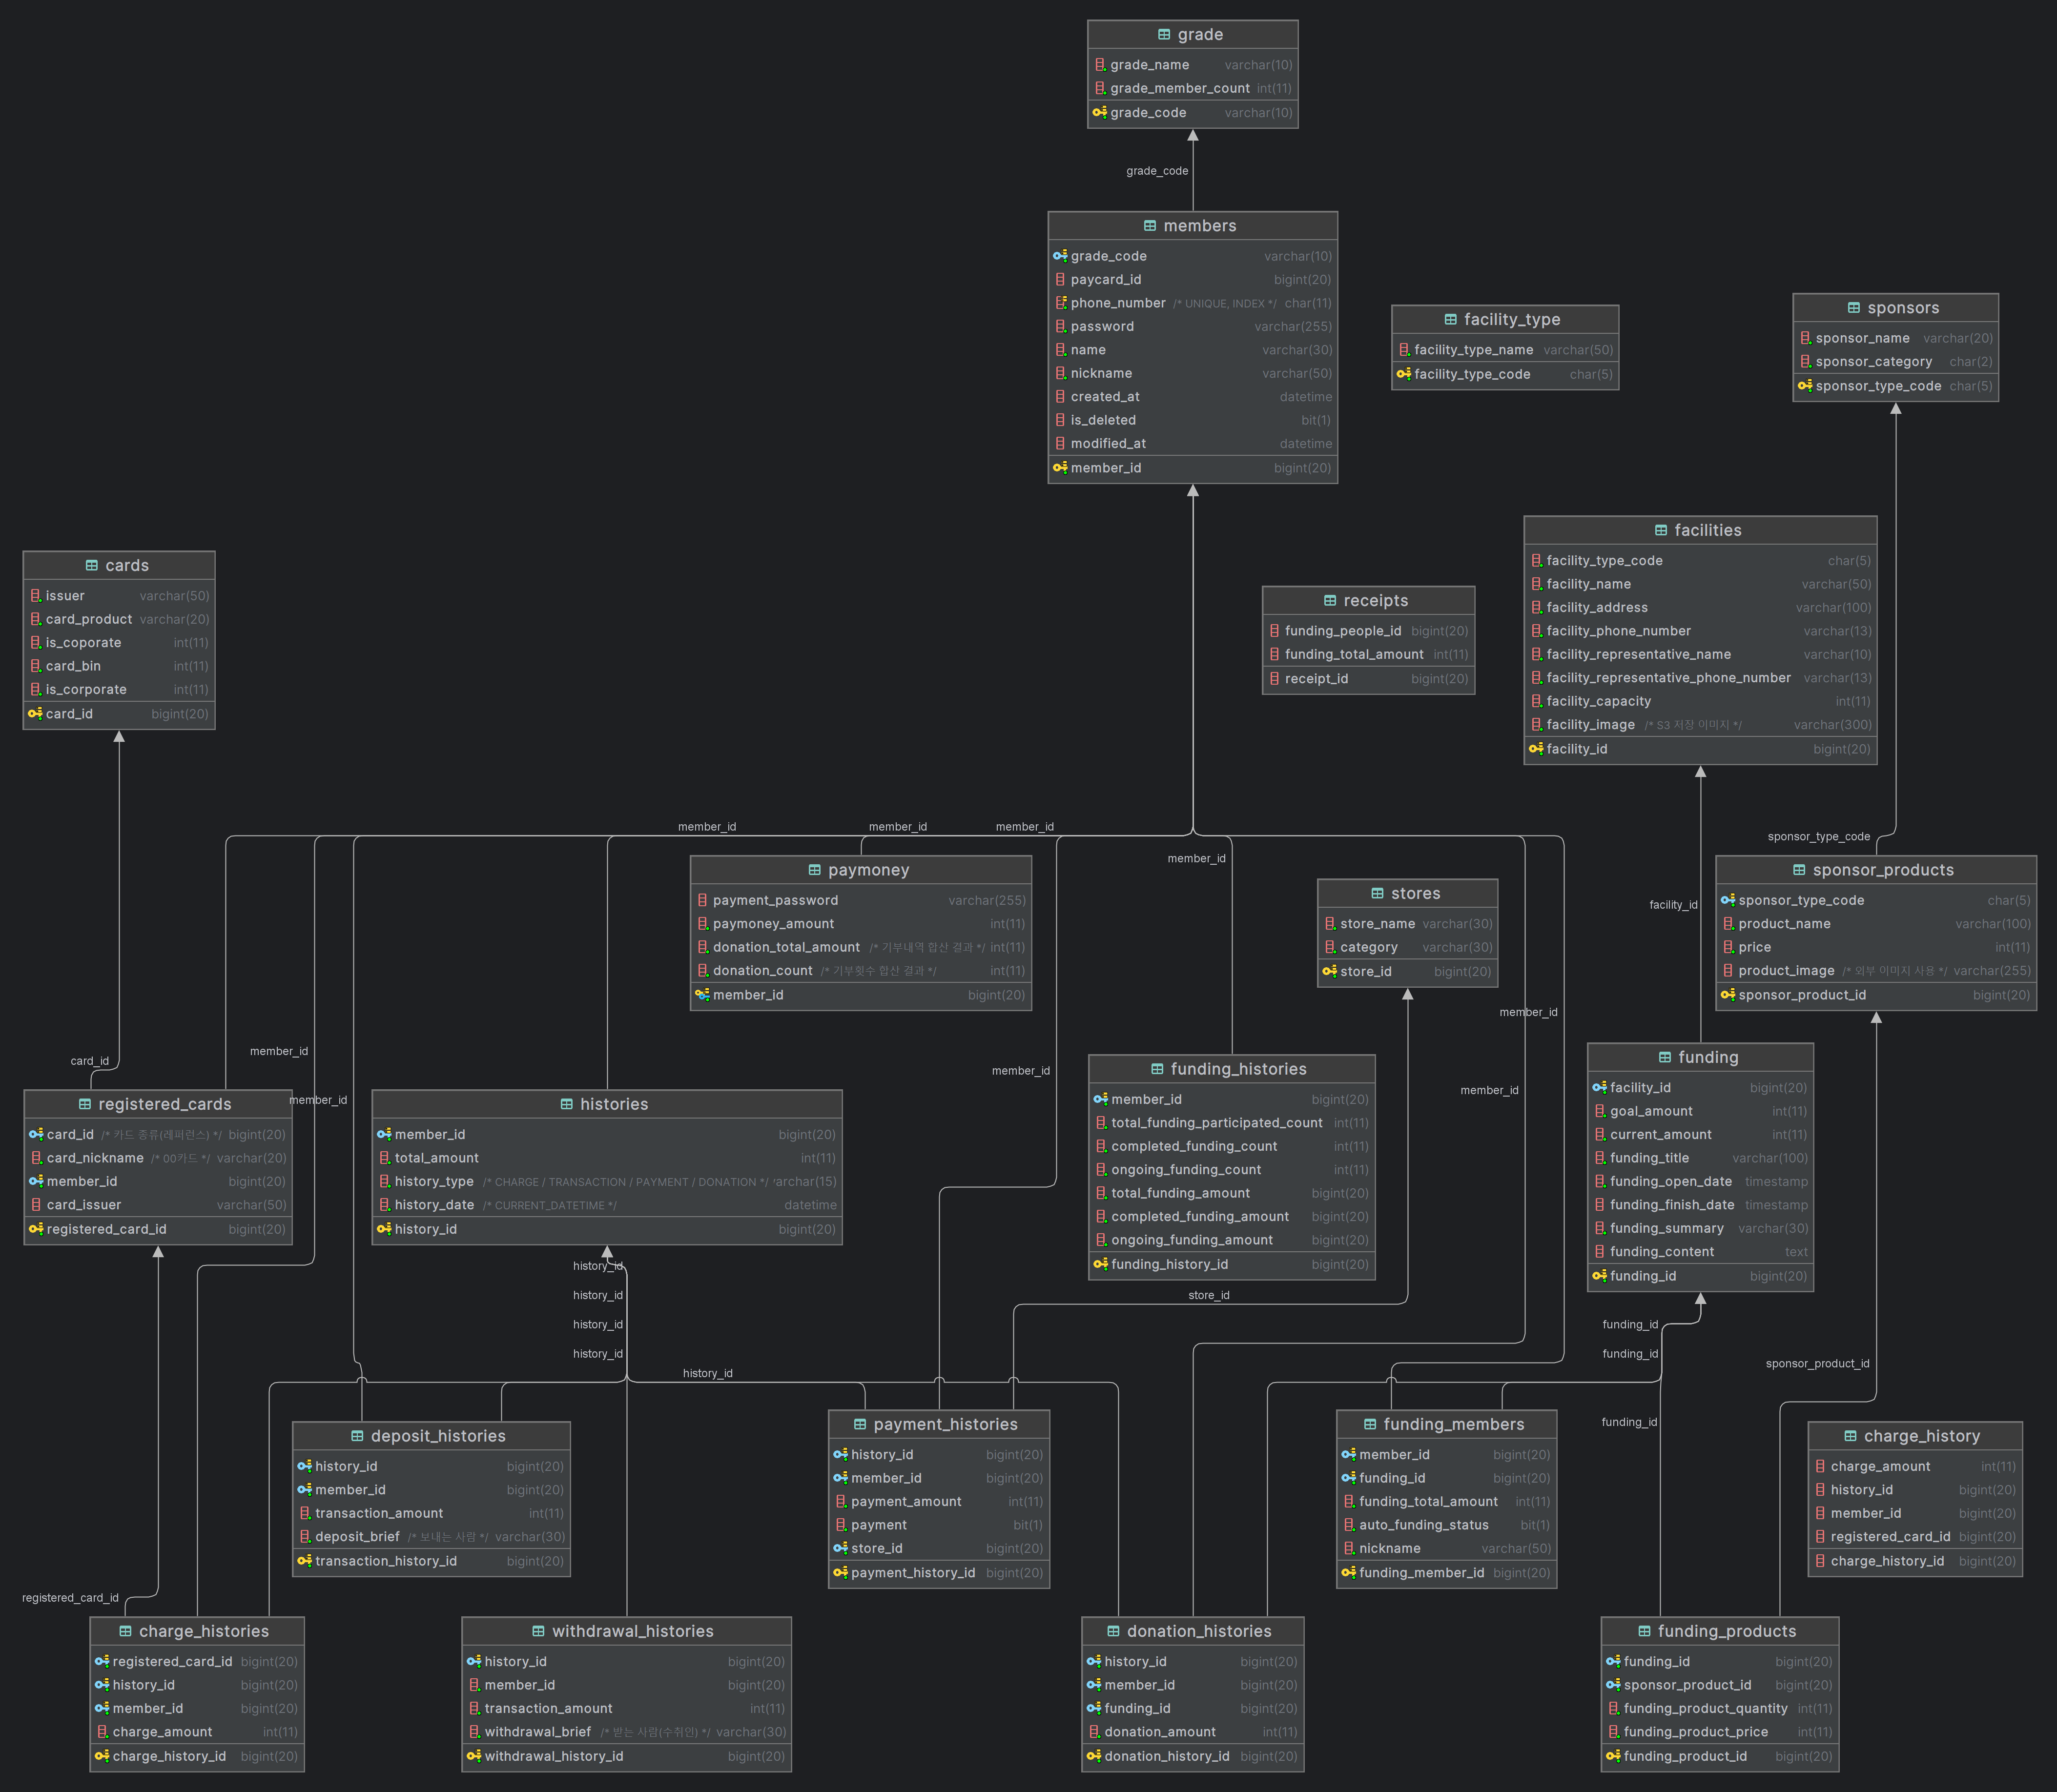 grade
grade_name varchar(10)
grade_member_count int(11)
grade_code varchar(10)
grade_code
members
grade_code varchar(10)
paycard_id bigint(20)
phone_number /* UNIQUE, INDEX */ char(11)
password varchar(255)
name varchar(30)
nickname varchar(50)
created_at datetime
is_deleted bit(1)
modified_at datetime
member_id bigint(20)
facility_type
facility_type_name varchar(50)
facility_type_code char(5)
sponsors
sponsor_name varchar(20)
sponsor_category char(2)
sponsor_type_code char(5)
cards
issuer varchar(50)
card_product varchar(20)
is_coporate int(11)
card_bin int(11)
is_corporate int(11)
card_id bigint(20)
receipts
funding_people_id bigint(20)
funding_total_amount int(11)
receipt_id bigint(20)
facilities
facility_type_code char(5)
facility_name varchar(50)
facility_address varchar(100)
facility_phone_number varchar(13)
facility_representative_name varchar(10)
facility_representative_phone_number varchar(13)
facility_capacity int(11)
facility_image /* S3 저장 이미지 */ varchar(300)
facility_id bigint(20)
member_id
member_id
member_id
member_id
sponsor_type_code
paymoney
payment_password varchar(255)
paymoney_amount int(11)
donation_total_amount /* 기부내역 합산 결과 */ int(11)
donation_count /* 기부횟수 합산 결과 */ int(11)
member_id bigint(20)
stores
store_name varchar(30)
category varchar(30)
store_id bigint(20)
facility_id
sponsor_products
sponsor_type_code char(5)
product_name varchar(100)
price int(11)
product_image /* 외부 이미지 사용 */ varchar(255)
sponsor_product_id bigint(20)
member_id
card_id
member_id
member_id
member_id
member_id
registered_cards
card_id /* 카드 종류(레퍼런스) */ bigint(20)
card_nickname /* 00카드 */ varchar(20)
member_id bigint(20)
card_issuer varchar(50)
registered_card_id bigint(20)
histories
member_id bigint(20)
total_amount int(11)
history_type /* CHARGE / TRANSACTION / PAYMENT / DONATION */ varchar(15)
history_date /* CURRENT_DATETIME */ datetime
history_id bigint(20)
funding_histories
member_id bigint(20)
total_funding_participated_count int(11)
completed_funding_count int(11)
ongoing_funding_count int(11)
total_funding_amount bigint(20)
completed_funding_amount bigint(20)
ongoing_funding_amount bigint(20)
funding_history_id bigint(20)
funding
facility_id bigint(20)
goal_amount int(11)
current_amount int(11)
funding_title varchar(100)
funding_open_date timestamp
funding_finish_date timestamp
funding_summary varchar(30)
funding_content text
funding_id bigint(20)
history_id
history_id
history_id
history_id
history_id
store_id
funding_id
funding_id
funding_id
sponsor_product_id
deposit_histories
history_id bigint(20)
member_id bigint(20)
transaction_amount int(11)
deposit_brief /* 보내는 사람 */ varchar(30)
transaction_history_id bigint(20)
payment_histories
history_id bigint(20)
member_id bigint(20)
payment_amount int(11)
payment bit(1)
store_id bigint(20)
payment_history_id bigint(20)
funding_members
member_id bigint(20)
funding_id bigint(20)
funding_total_amount int(11)
auto_funding_status bit(1)
nickname varchar(50)
funding_member_id bigint(20)
charge_history
charge_amount int(11)
history_id bigint(20)
member_id bigint(20)
registered_card_id bigint(20)
charge_history_id bigint(20)
registered_card_id
charge_histories
registered_card_id bigint(20)
history_id bigint(20)
member_id bigint(20)
charge_amount int(11)
charge_history_id bigint(20)
withdrawal_histories
history_id bigint(20)
member_id bigint(20)
transaction_amount int(11)
withdrawal_brief /* 받는 사람(수취인) */ varchar(30)
withdrawal_history_id bigint(20)
donation_histories
history_id bigint(20)
member_id bigint(20)
funding_id bigint(20)
donation_amount int(11)
donation_history_id bigint(20)
funding_products
funding_id bigint(20)
sponsor_product_id bigint(20)
funding_product_quantity int(11)
funding_product_price int(11)
funding_product_id bigint(20)